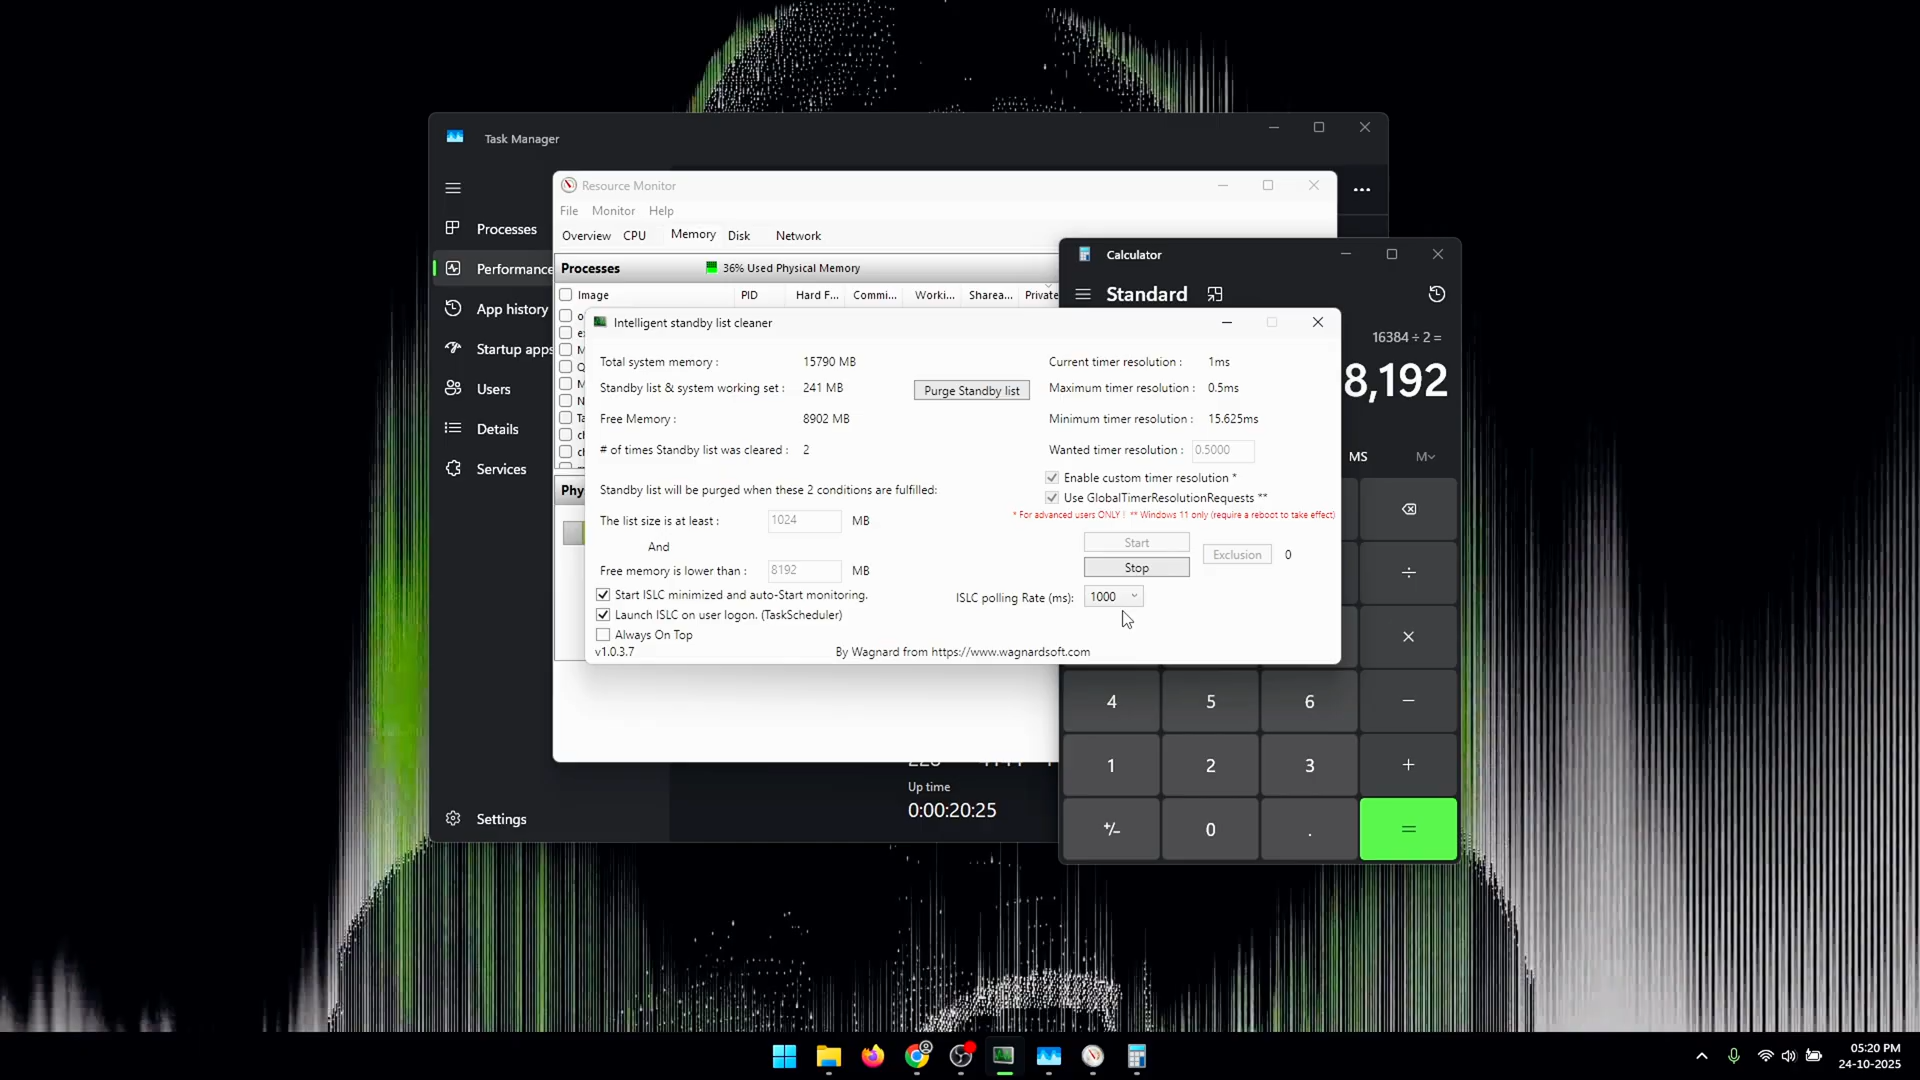 Task Manager
Processes
Performance
App history
Startup apps
Users
Details
Services
Settings
Up time
0:00:20:25
Resource Monitor
File Monitor Help
Overview CPU Memory Disk Network
Processes 36% Used Physical Memory
Image PID Hard F... Commi... Worki... Sharea... Private
Phy
Calculator
Standard
16384 ÷ 2 =
8,192
MS M
÷
×
4 5 6 −
1 2 3 +
+/− 0 . =
Intelligent standby list cleaner
Total system memory : 15790 MB
Standby list & system working set : 241 MB
Purge Standby list
Free Memory : 8902 MB
# of times Standby list was cleared : 2
Standby list will be purged when these 2 conditions are fulfilled:
The list size is at least : 1024 MB
And
Free memory is lower than : 8192 MB
Start ISLC minimized and auto-Start monitoring.
Launch ISLC on user logon. (TaskScheduler)
Always On Top
v1.0.3.7
By Wagnard from https://www.wagnardsoft.com
Current timer resolution : 1ms
Maximum timer resolution : 0.5ms
Minimum timer resolution : 15.625ms
Wanted timer resolution : 0.5000
Enable custom timer resolution *
Use GlobalTimerResolutionRequests **
* For advanced users ONLY ! ** Windows 11 only (require a reboot to take effect)
Start
Stop
Exclusion 0
ISLC polling Rate (ms): 1000
05:20 PM
24-10-2025